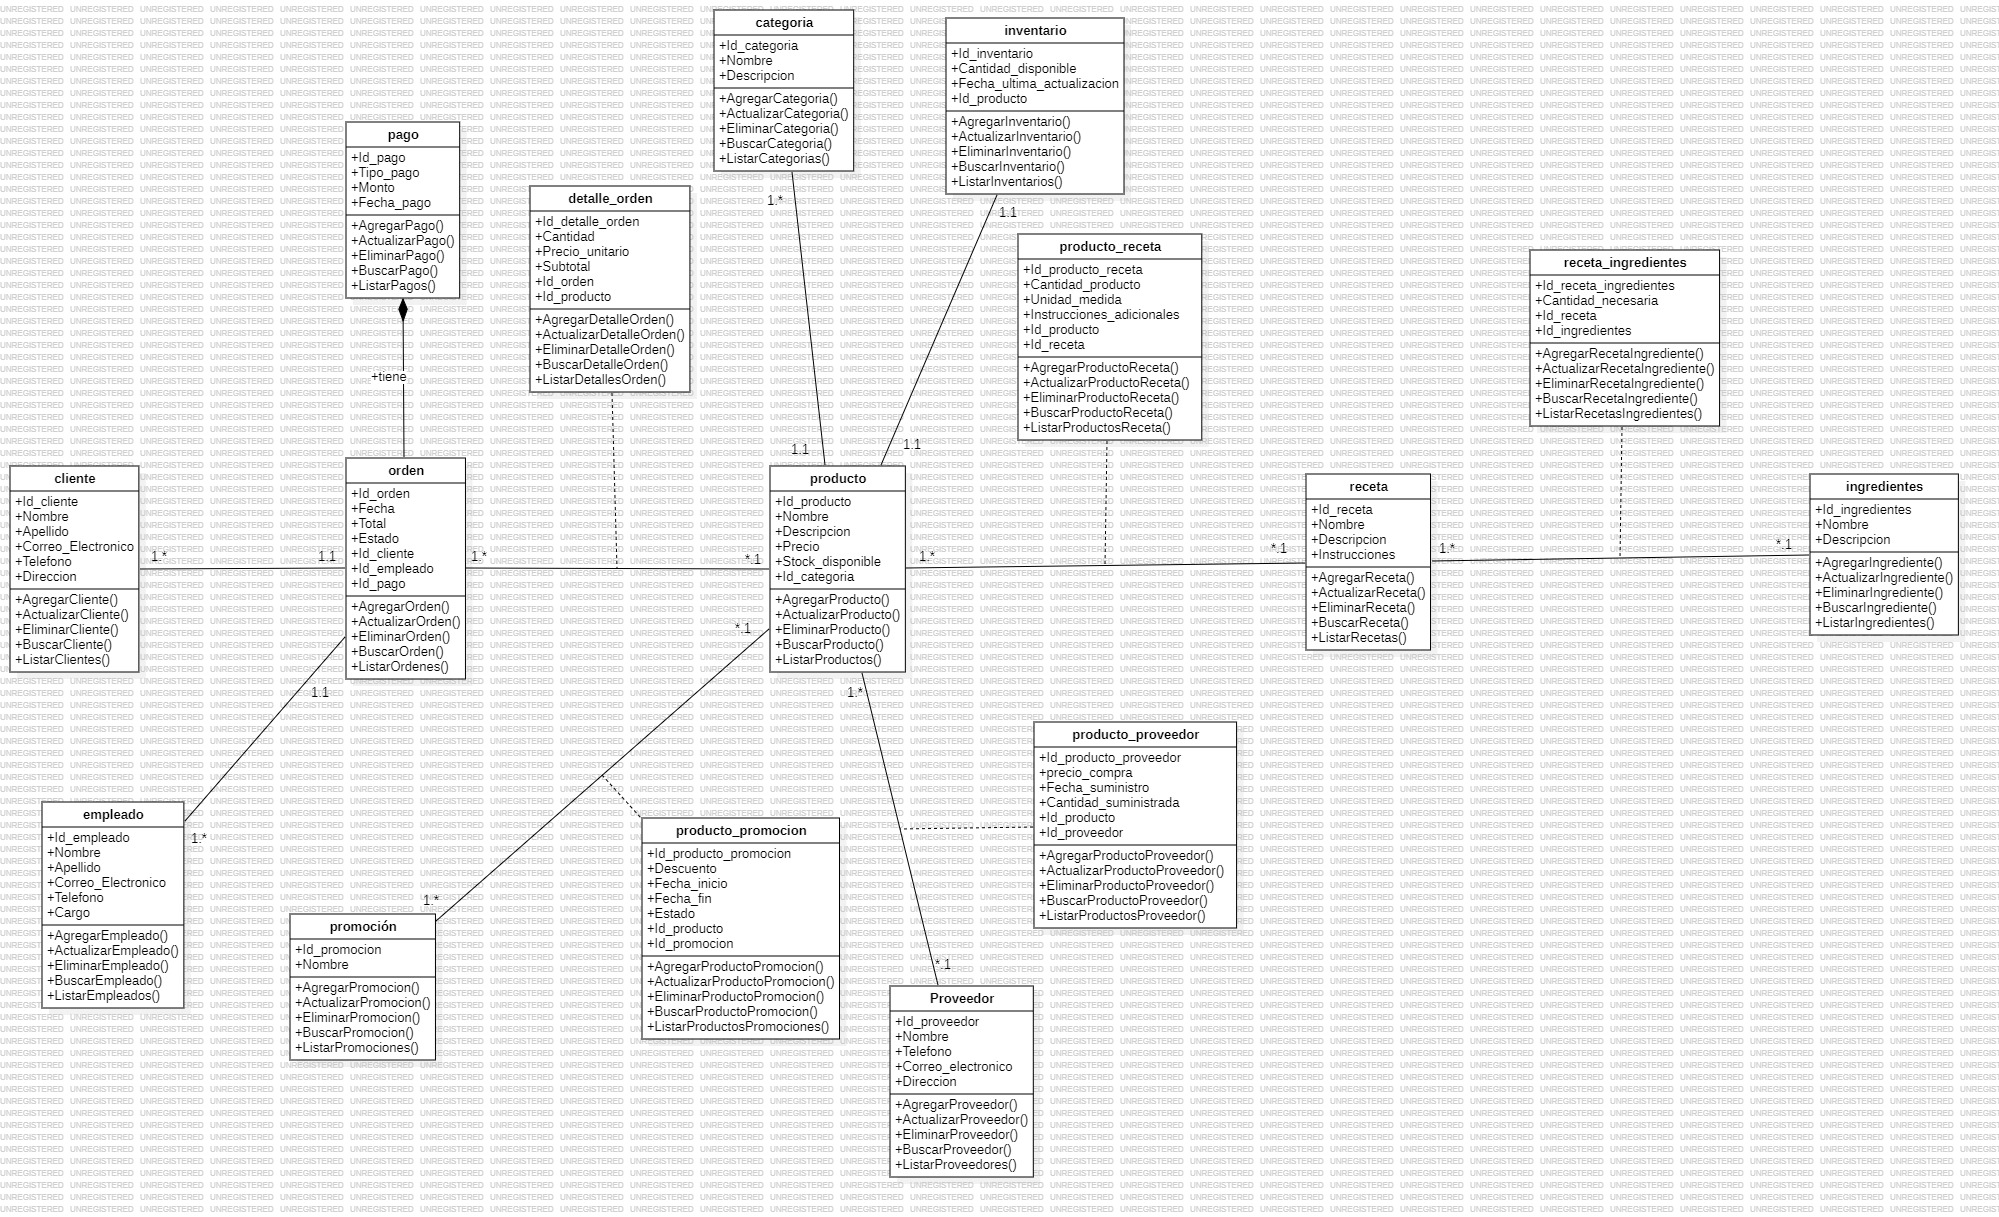 categoria
+Id_categoria
+Nombre
+Descripcion
+AgregarCategoria()
+ActualizarCategoria()
+EliminarCategoria()
+BuscarCategoria()
+ListarCategorias()
1.*
1.1
inventario
+Id_inventario
+Cantidad_disponible
+Fecha_ultima_actualizacion
+Id_producto
+AgregarInventario()
+ActualizarInventario()
+EliminarInventario()
+BuscarInventario()
+ListarInventarios()
1.1
1.1
pago
+Id_pago
+Tipo_pago
+Monto
+Fecha_pago
+AgregarPago()
+ActualizarPago()
+EliminarPago()
+BuscarPago()
+ListarPagos()
+tiene
detalle_orden
+Id_detalle_orden
+Cantidad
+Precio_unitario
+Subtotal
+Id_orden
+Id_producto
+AgregarDetalleOrden()
+ActualizarDetalleOrden()
+EliminarDetalleOrden()
+BuscarDetalleOrden()
+ListarDetallesOrden()
producto_receta
+Id_producto_receta
+Cantidad_producto
+Unidad_medida
+Instrucciones_adicionales
+Id_producto
+Id_receta
+AgregarProductoReceta()
+ActualizarProductoReceta()
+EliminarProductoReceta()
+BuscarProductoReceta()
+ListarProductosReceta()
receta_ingredientes
+Id_receta_ingredientes
+Cantidad_necesaria
+Id_receta
+Id_ingredientes
+AgregarRecetaIngrediente()
+ActualizarRecetaIngrediente()
+EliminarRecetaIngrediente()
+BuscarRecetaIngrediente()
+ListarRecetasIngredientes()
cliente
+Id_cliente
+Nombre
+Apellido
+Correo_Electronico
+Telefono
+Direccion
+AgregarCliente()
+ActualizarCliente()
+EliminarCliente()
+BuscarCliente()
+ListarClientes()
1.*
1.1
orden
+Id_orden
+Fecha
+Total
+Estado
+Id_cliente
+Id_empleado
+Id_pago
+AgregarOrden()
+ActualizarOrden()
+EliminarOrden()
+BuscarOrden()
+ListarOrdenes()
1.*
*.1
producto
+Id_producto
+Nombre
+Descripcion
+Precio
+Stock_disponible
+Id_categoria
+AgregarProducto()
+ActualizarProducto()
+EliminarProducto()
+BuscarProducto()
+ListarProductos()
1.*
*.1
receta
+Id_receta
+Nombre
+Descripcion
+Instrucciones
+AgregarReceta()
+ActualizarReceta()
+EliminarReceta()
+BuscarReceta()
+ListarRecetas()
1.*
*.1
ingredientes
+Id_ingredientes
+Nombre
+Descripcion
+AgregarIngrediente()
+ActualizarIngrediente()
+EliminarIngrediente()
+BuscarIngrediente()
+ListarIngredientes()
1.1
1.*
*.1
1.*
1.*
*.1
empleado
+Id_empleado
+Nombre
+Apellido
+Correo_Electronico
+Telefono
+Cargo
+AgregarEmpleado()
+ActualizarEmpleado()
+EliminarEmpleado()
+BuscarEmpleado()
+ListarEmpleados()
promoción
+Id_promocion
+Nombre
+AgregarPromocion()
+ActualizarPromocion()
+EliminarPromocion()
+BuscarPromocion()
+ListarPromociones()
producto_promocion
+Id_producto_promocion
+Descuento
+Fecha_inicio
+Fecha_fin
+Estado
+Id_producto
+Id_promocion
+AgregarProductoPromocion()
+ActualizarProductoPromocion()
+EliminarProductoPromocion()
+BuscarProductoPromocion()
+ListarProductosPromociones()
producto_proveedor
+Id_producto_proveedor
+precio_compra
+Fecha_suministro
+Cantidad_suministrada
+Id_producto
+Id_proveedor
+AgregarProductoProveedor()
+ActualizarProductoProveedor()
+EliminarProductoProveedor()
+BuscarProductoProveedor()
+ListarProductosProveedor()
Proveedor
+Id_proveedor
+Nombre
+Telefono
+Correo_electronico
+Direccion
+AgregarProveedor()
+ActualizarProveedor()
+EliminarProveedor()
+BuscarProveedor()
+ListarProveedores()
UNREGISTERED